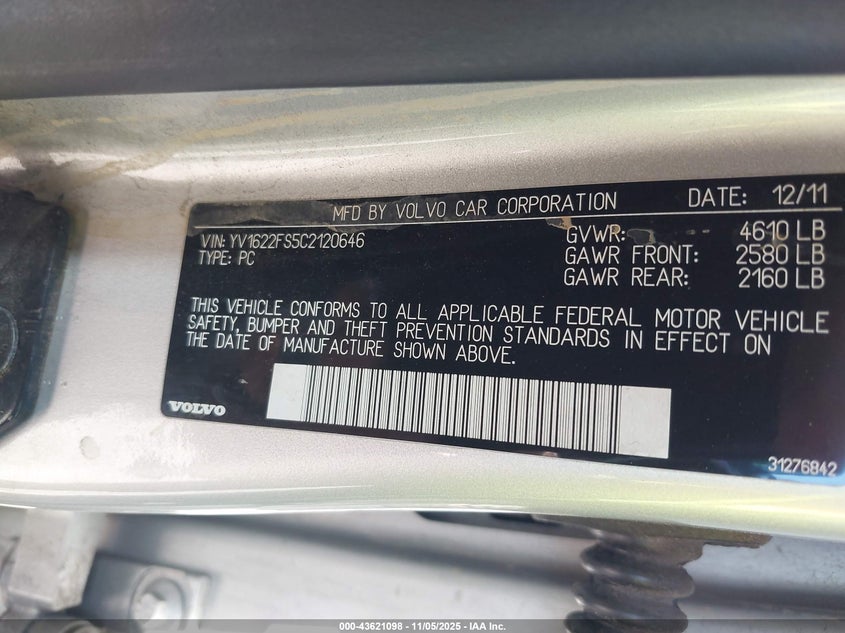 MFD BY VOLVO CAR CORPORATION DATE: 12/11
VIN: YV1622FS5C2120646 GVWR: 4610 LB
TYPE: PC GAWR FRONT: 2580 LB
GAWR REAR: 2160 LB
THIS VEHICLE CONFORMS TO ALL APPLICABLE FEDERAL MOTOR VEHICLE
SAFETY, BUMPER AND THEFT PREVENTION STANDARDS IN EFFECT ON
THE DATE OF MANUFACTURE SHOWN ABOVE.
VOLVO
31276842
000-43621098 - 11/05/2025 - IAA Inc.